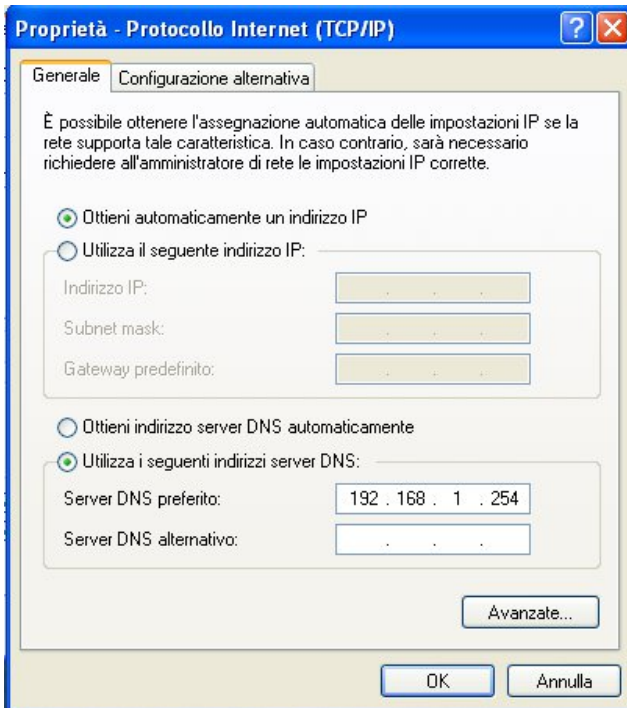 Proprietà - Protocollo Internet (TCP/IP)
Generale
Configurazione alternativa
È possibile ottenere l'assegnazione automatica delle impostazioni IP se la
rete supporta tale caratteristica. In caso contrario, sarà necessario
richiedere all'amministratore di rete le impostazioni IP corrette.
Ottieni automaticamente un indirizzo IP
Utilizza il seguente indirizzo IP:
Indirizzo IP:
Subnet mask:
Gateway predefinito:
Ottieni indirizzo server DNS automaticamente
Utilizza i seguenti indirizzi server DNS:
Server DNS preferito: 192 . 168 . 1 . 254
Server DNS alternativo:
Avanzate...
OK Annulla